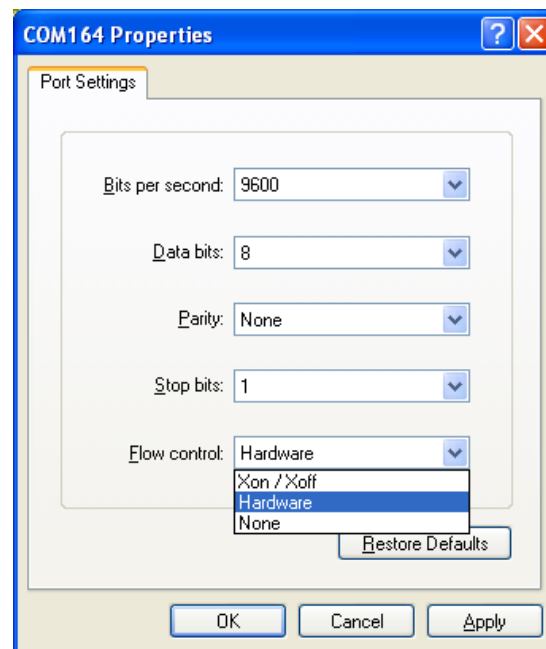 COM164 Properties
Port Settings
Bits per second: 9600
Data bits: 8
Parity: None
Stop bits: 1
Flow control: Hardware
Xon / Xoff
Hardware
None
Restore Defaults
OK Cancel Apply